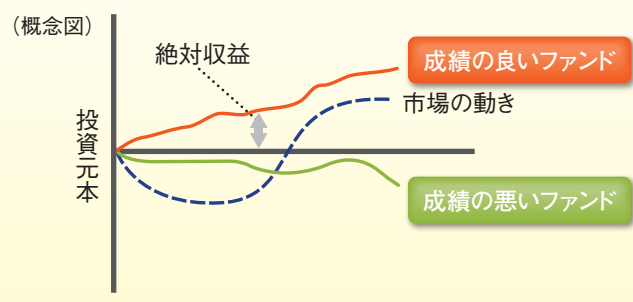 （概念図）
絶対収益
成績の良いファンド
市場の動き
投資元本
成績の悪いファンド